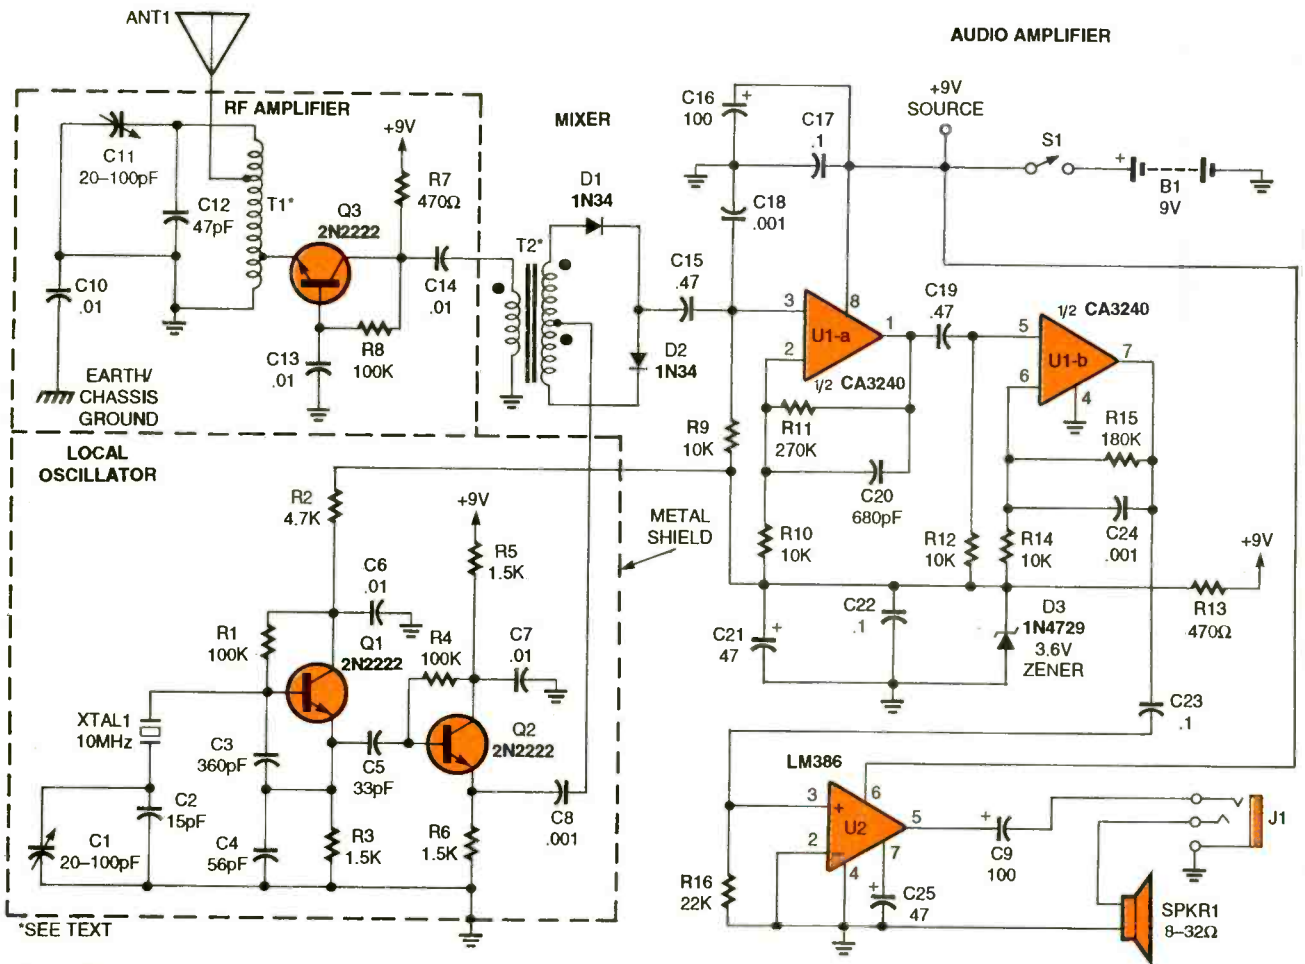 ANT1
AUDIO AMPLIFIER
RF AMPLIFIER
C11
20–100pF
C12
47pF
T1*
C10
.01
EARTH/
CHASSIS
GROUND
+9V
R7
470Ω
Q3
2N2222
C14
.01
R8
100K
C13
.01
MIXER
D1
1N34
T2*
D2
1N34
C15
.47
C16
100
+
C17
.1
C18
.001
+9V
SOURCE
S1
+
B1
9V
3
8
U1-a
1
2
1/2 CA3240
C19
.47
1/2 CA3240
5
7
U1-b
6
4
R9
10K
R11
270K
C20
680pF
R10
10K
R12
10K
R14
10K
R15
180K
C24
.001
+9V
R13
470Ω
C21
47
+
C22
.1
D3
1N4729
3.6V
ZENER
C23
.1
LOCAL
OSCILLATOR
R2
4.7K
C6
.01
+9V
R5
1.5K
METAL
SHIELD
R1
100K
Q1
2N2222
R4
100K
C7
.01
Q2
2N2222
XTAL1
10MHz
C3
360pF
C5
33pF
C2
15pF
C1
20–100pF
C4
56pF
R3
1.5K
R6
1.5K
C8
.001
LM386
3
+
6
U2
5
2
–
7
4
+
C9
100
J1
R16
22K
+
C25
47
SPKR1
8–32Ω
*SEE TEXT